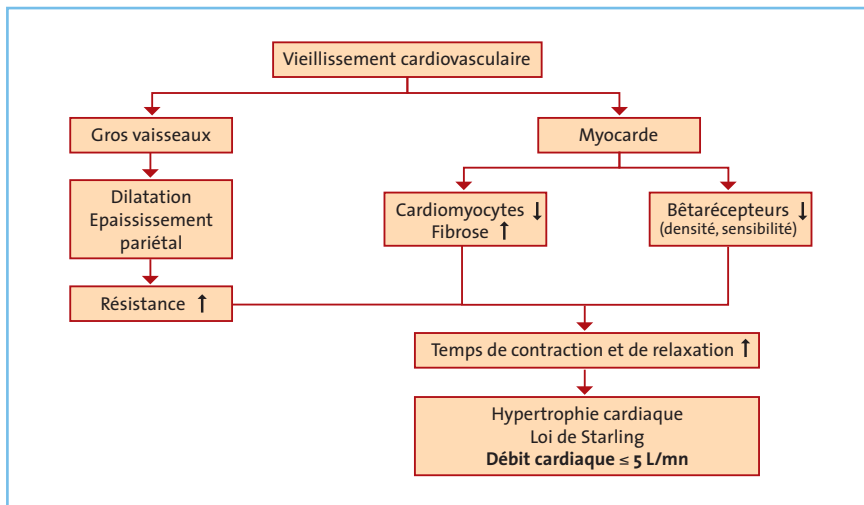 Vieillissement cardiovasculaire
Gros vaisseaux
Myocarde
Dilatation
Epaississement
pariétal
Cardiomyocytes ↓
Fibrose ↑
Bêtarécepteurs ↓
(densité, sensibilité)
Résistance ↑
Temps de contraction et de relaxation ↑
Hypertrophie cardiaque
Loi de Starling
Débit cardiaque ≤ 5 L/mn